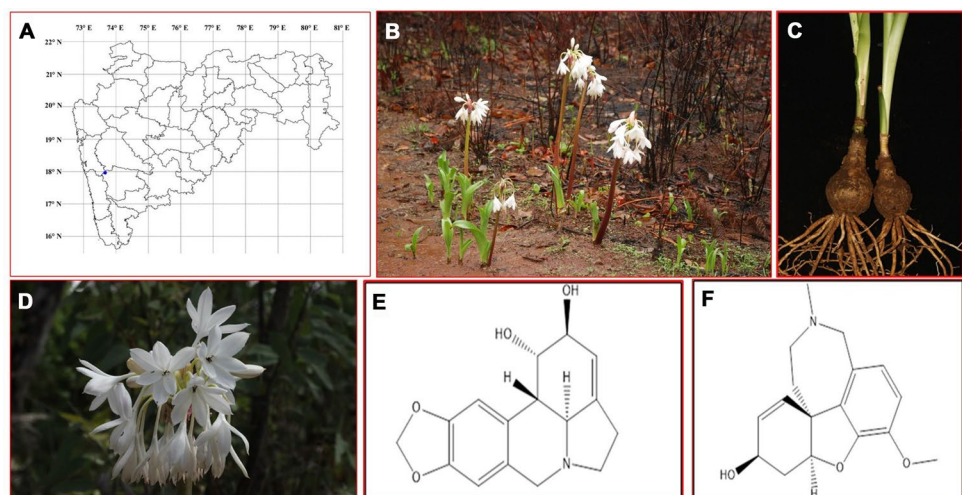 A
73° E 74° E 75° E 76° E 77° E 78° E 79° E 80° E 81° E
22° N
21° N
20° N
19° N
18° N
17° N
16° N
B
C
D
E
OH
HO
H H
O
O
N
F
N
HO
O
O
H